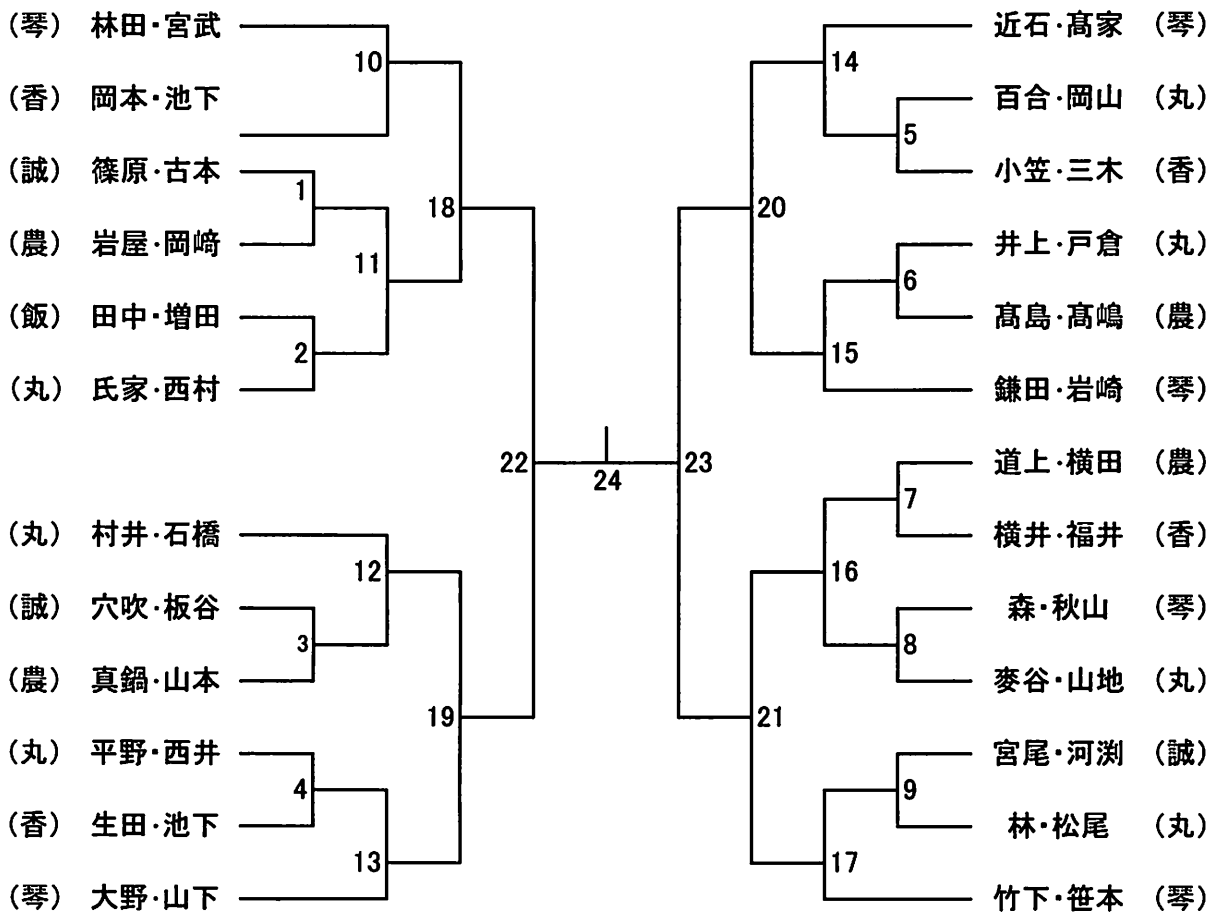 (琴) 林田・宮武
(香) 岡本・池下
(誠) 篠原・古本
(農) 岩屋・岡﨑
(飯) 田中・増田
(丸) 氏家・西村
(丸) 村井・石橋
(誠) 穴吹・板谷
(農) 真鍋・山本
(丸) 平野・西井
(香) 生田・池下
(琴) 大野・山下
10
1
18
11
2
22
12
3
19
4
13
24
近石・髙家 (琴)
百合・岡山 (丸)
小笠・三木 (香)
井上・戸倉 (丸)
髙島・髙嶋 (農)
鎌田・岩崎 (琴)
道上・横田 (農)
横井・福井 (香)
森・秋山 (琴)
麥谷・山地 (丸)
宮尾・河渕 (誠)
林・松尾 (丸)
竹下・笹本 (琴)
14
5
20
6
15
23
7
16
8
21
9
17